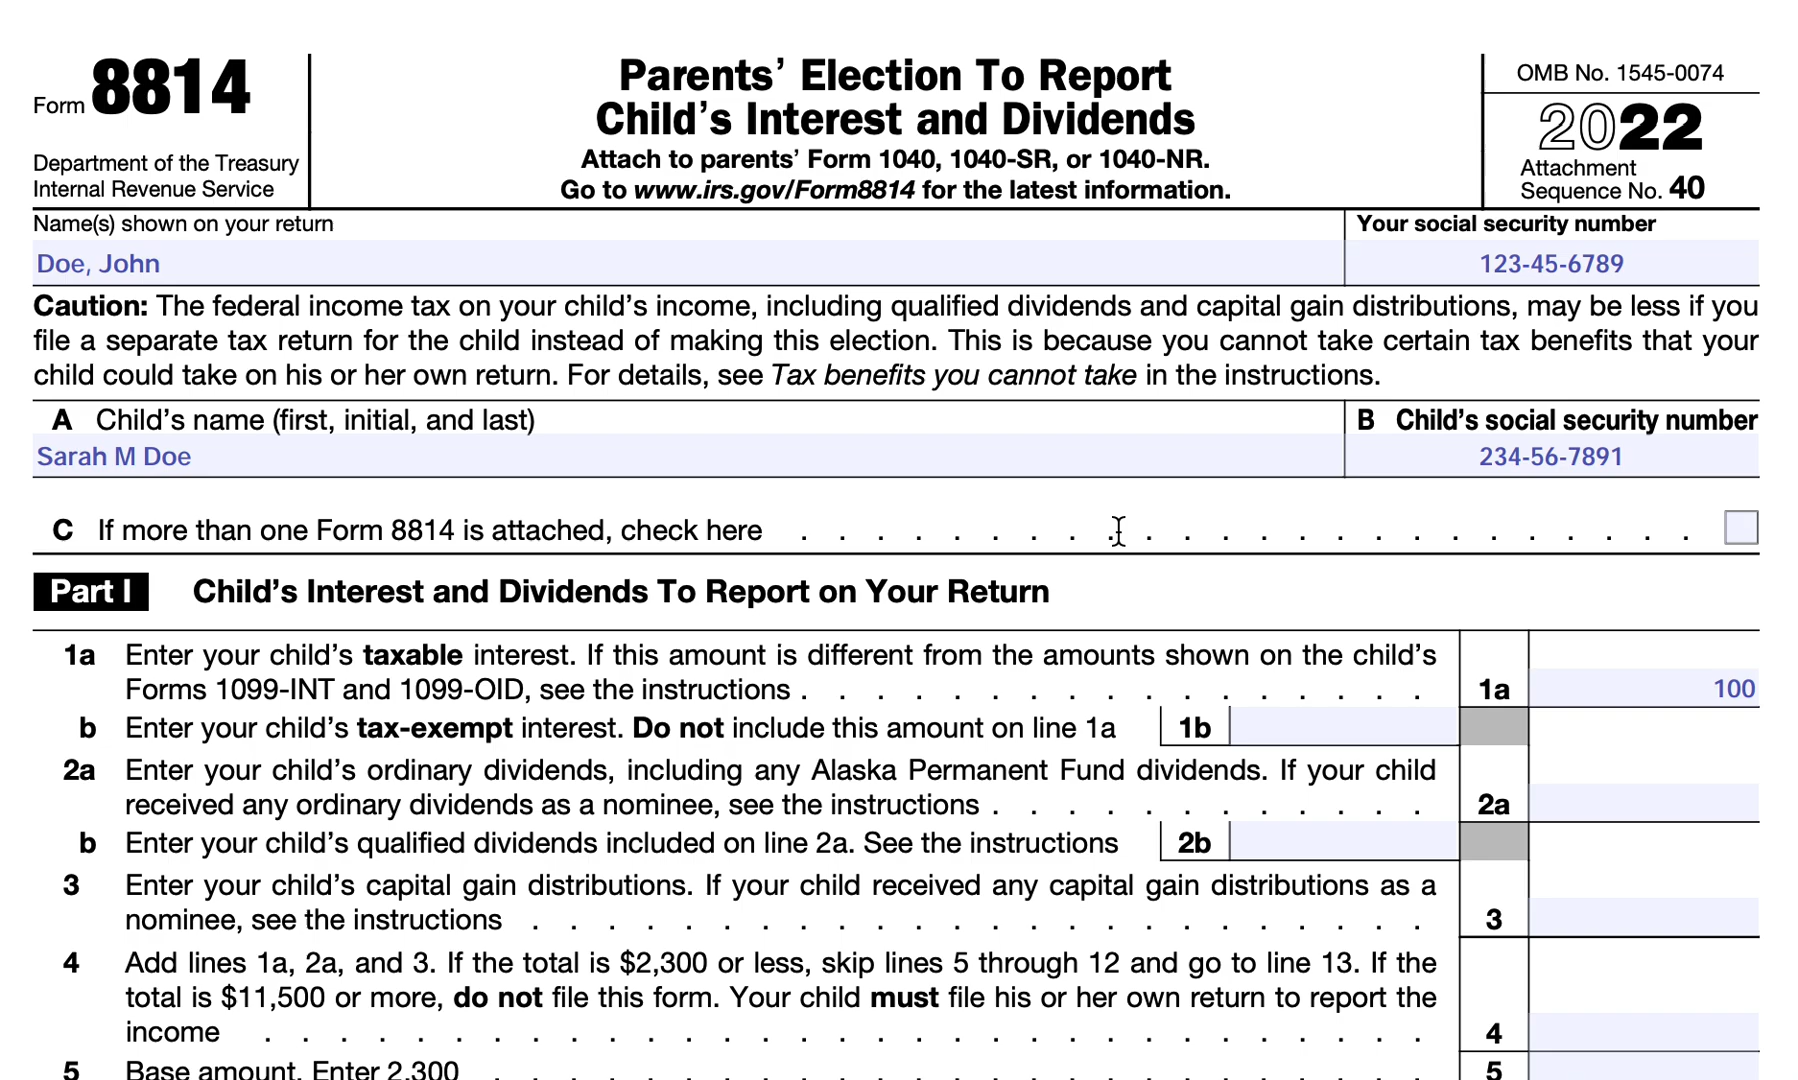 Form 8814
Department of the Treasury
Internal Revenue Service
Parents’ Election To Report
Child’s Interest and Dividends
Attach to parents’ Form 1040, 1040-SR, or 1040-NR.
Go to www.irs.gov/Form8814 for the latest information.
OMB No. 1545-0074
2022
Attachment
Sequence No. 40
Name(s) shown on your return
Your social security number
Doe, John
123-45-6789
Caution: The federal income tax on your child’s income, including qualified dividends and capital gain distributions, may be less if you
file a separate tax return for the child instead of making this election. This is because you cannot take certain tax benefits that your
child could take on his or her own return. For details, see Tax benefits you cannot take in the instructions.
A Child’s name (first, initial, and last)
B Child’s social security number
Sarah M Doe
234-56-7891
C If more than one Form 8814 is attached, check here . . . . . . . . . . . . . . . . . . . . . . . .
Part I Child’s Interest and Dividends To Report on Your Return
1a Enter your child’s taxable interest. If this amount is different from the amounts shown on the child’s
Forms 1099-INT and 1099-OID, see the instructions . . . . . . . . . . . . . . . . . 1a 100
b Enter your child’s tax-exempt interest. Do not include this amount on line 1a 1b
2a Enter your child’s ordinary dividends, including any Alaska Permanent Fund dividends. If your child
received any ordinary dividends as a nominee, see the instructions . . . . . . . . . . . . 2a
b Enter your child’s qualified dividends included on line 2a. See the instructions 2b
3 Enter your child’s capital gain distributions. If your child received any capital gain distributions as a
nominee, see the instructions . . . . . . . . . . . . . . . . . . . . . . . . 3
4 Add lines 1a, 2a, and 3. If the total is $2,300 or less, skip lines 5 through 12 and go to line 13. If the
total is $11,500 or more, do not file this form. Your child must file his or her own return to report the
income . . . . . . . . . . . . . . . . . . . . . . . . . . . . . . . 4
5 Base amount. Enter 2,300 . . . . . . . . . . . . . . . . . . . . . . . . . 5